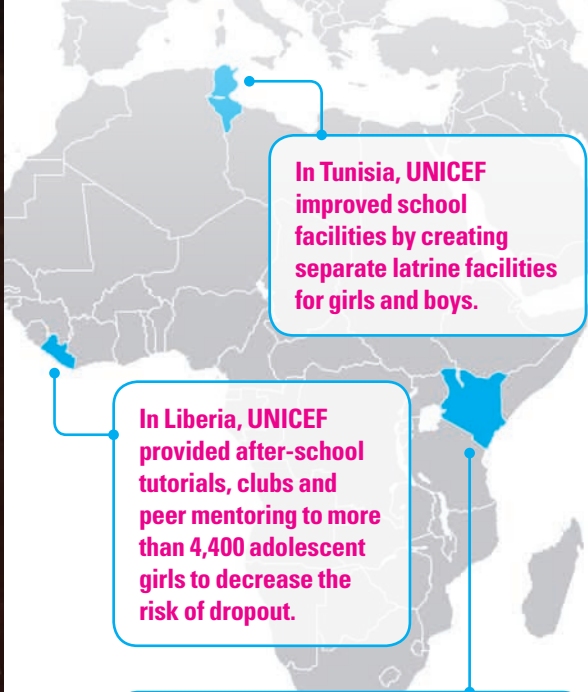 In Tunisia, UNICEF
improved school
facilities by creating
separate latrine facilities
for girls and boys.
In Liberia, UNICEF
provided after-school
tutorials, clubs and
peer mentoring to more
than 4,400 adolescent
girls to decrease the
risk of dropout.